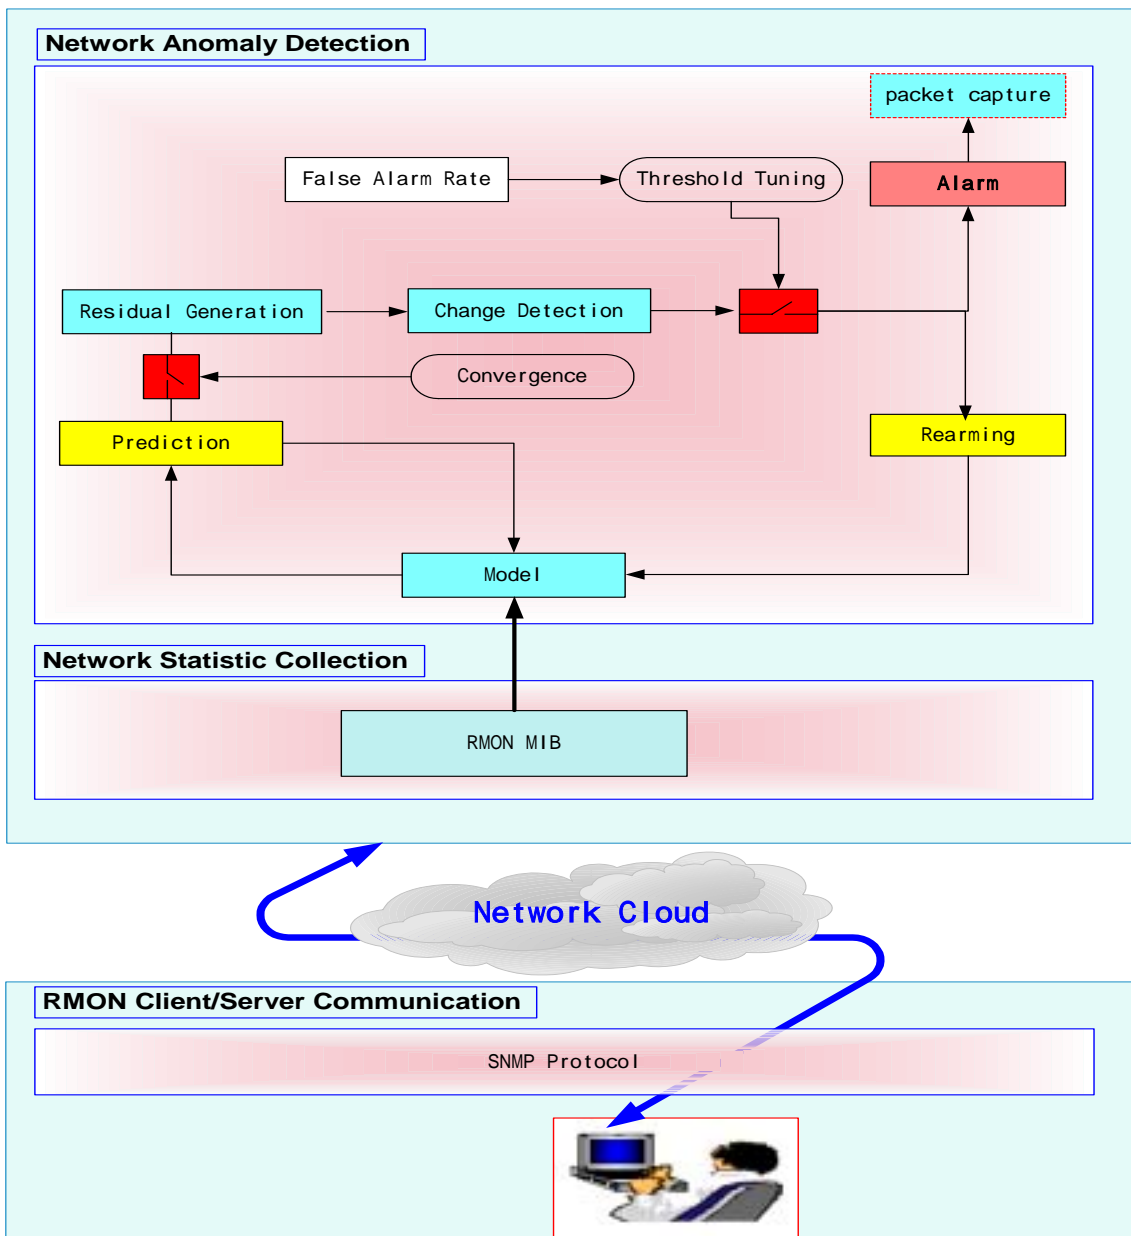 Network Anomaly Detection
packet capture
False Alarm Rate
Threshold Tuning
Alarm
Residual Generation
Change Detection
Convergence
Prediction
Rearming
Model
Network Statistic Collection
RMON MIB
Network Cloud
RMON Client/Server Communication
SNMP Protocol